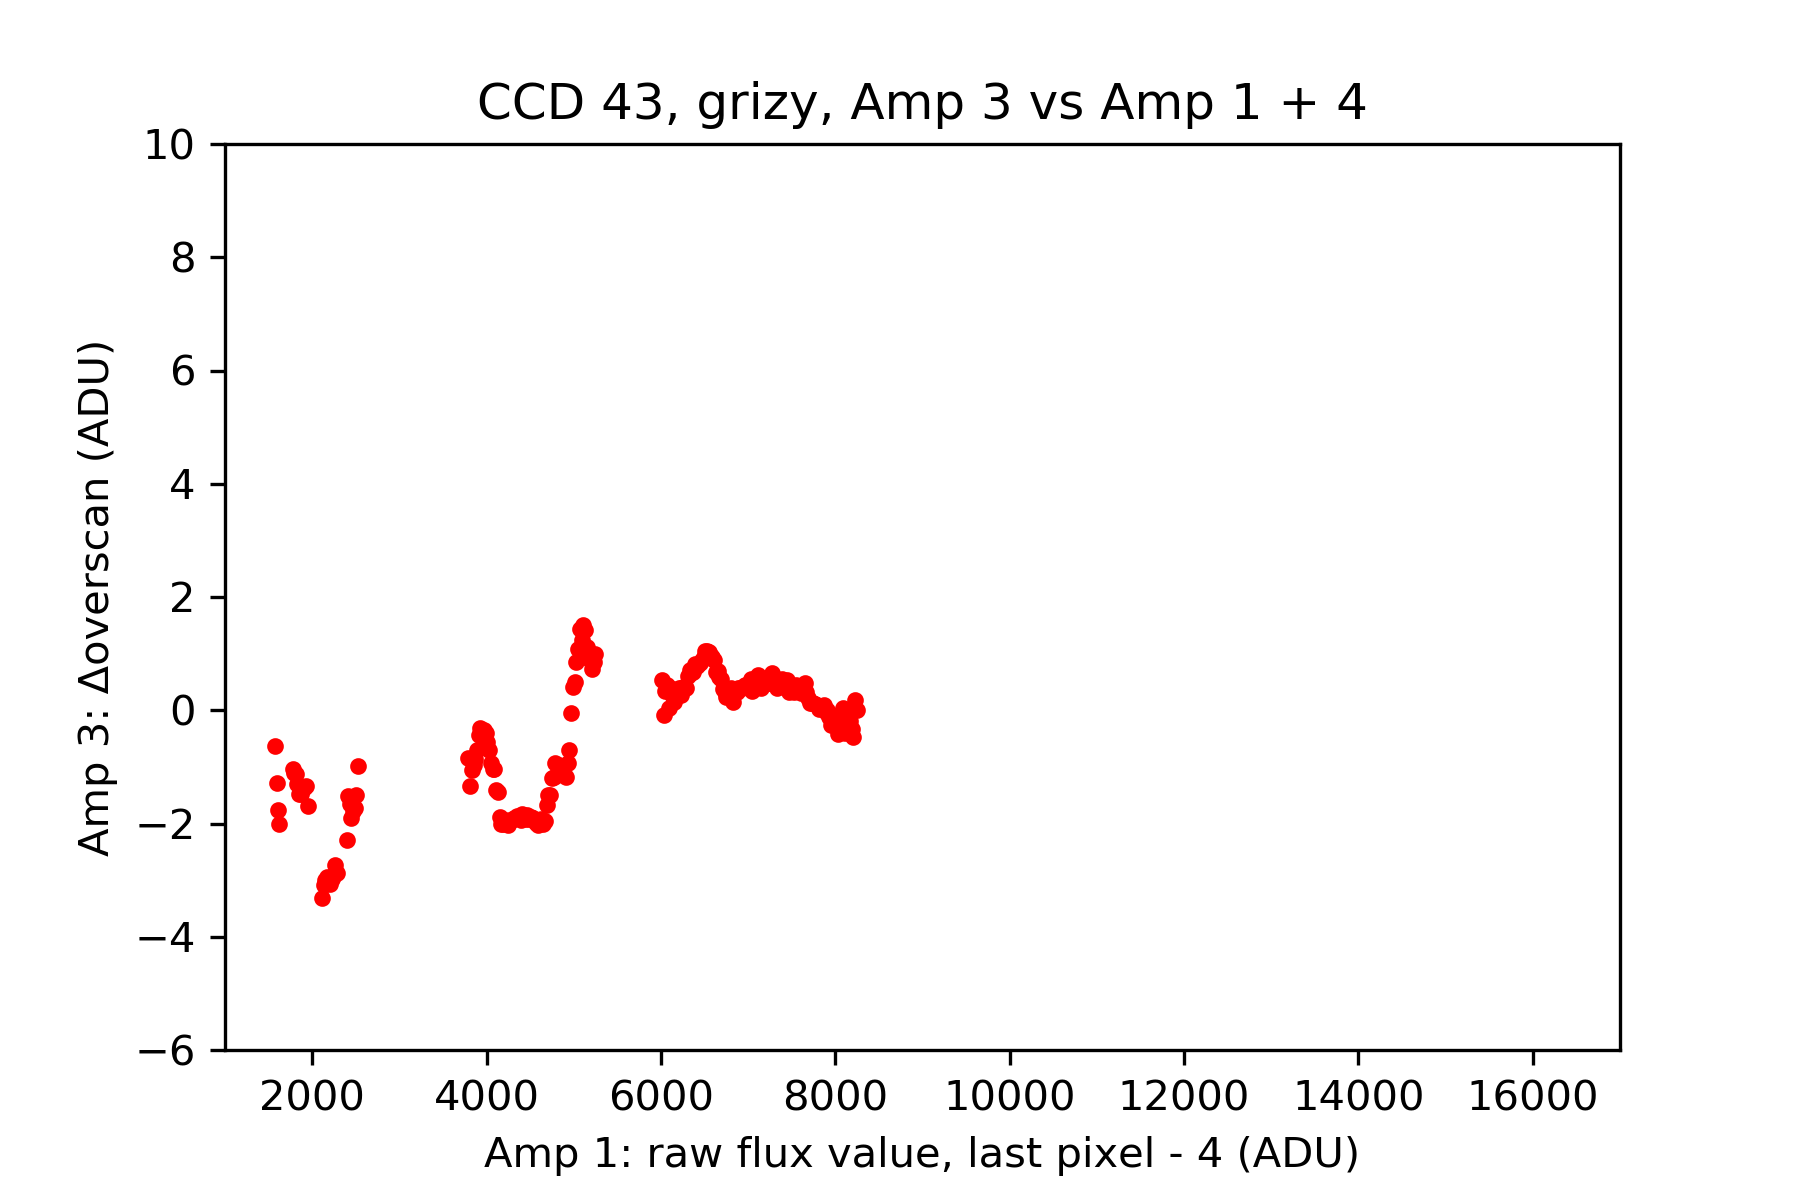 CCD 43, grizy, Amp 3 vs Amp 1 + 4
10
8
6
4
2
0
−2
−4
−6
Amp 3: Δoverscan (ADU)
2000 4000 6000 8000 10000 12000 14000 16000
Amp 1: raw flux value, last pixel - 4 (ADU)